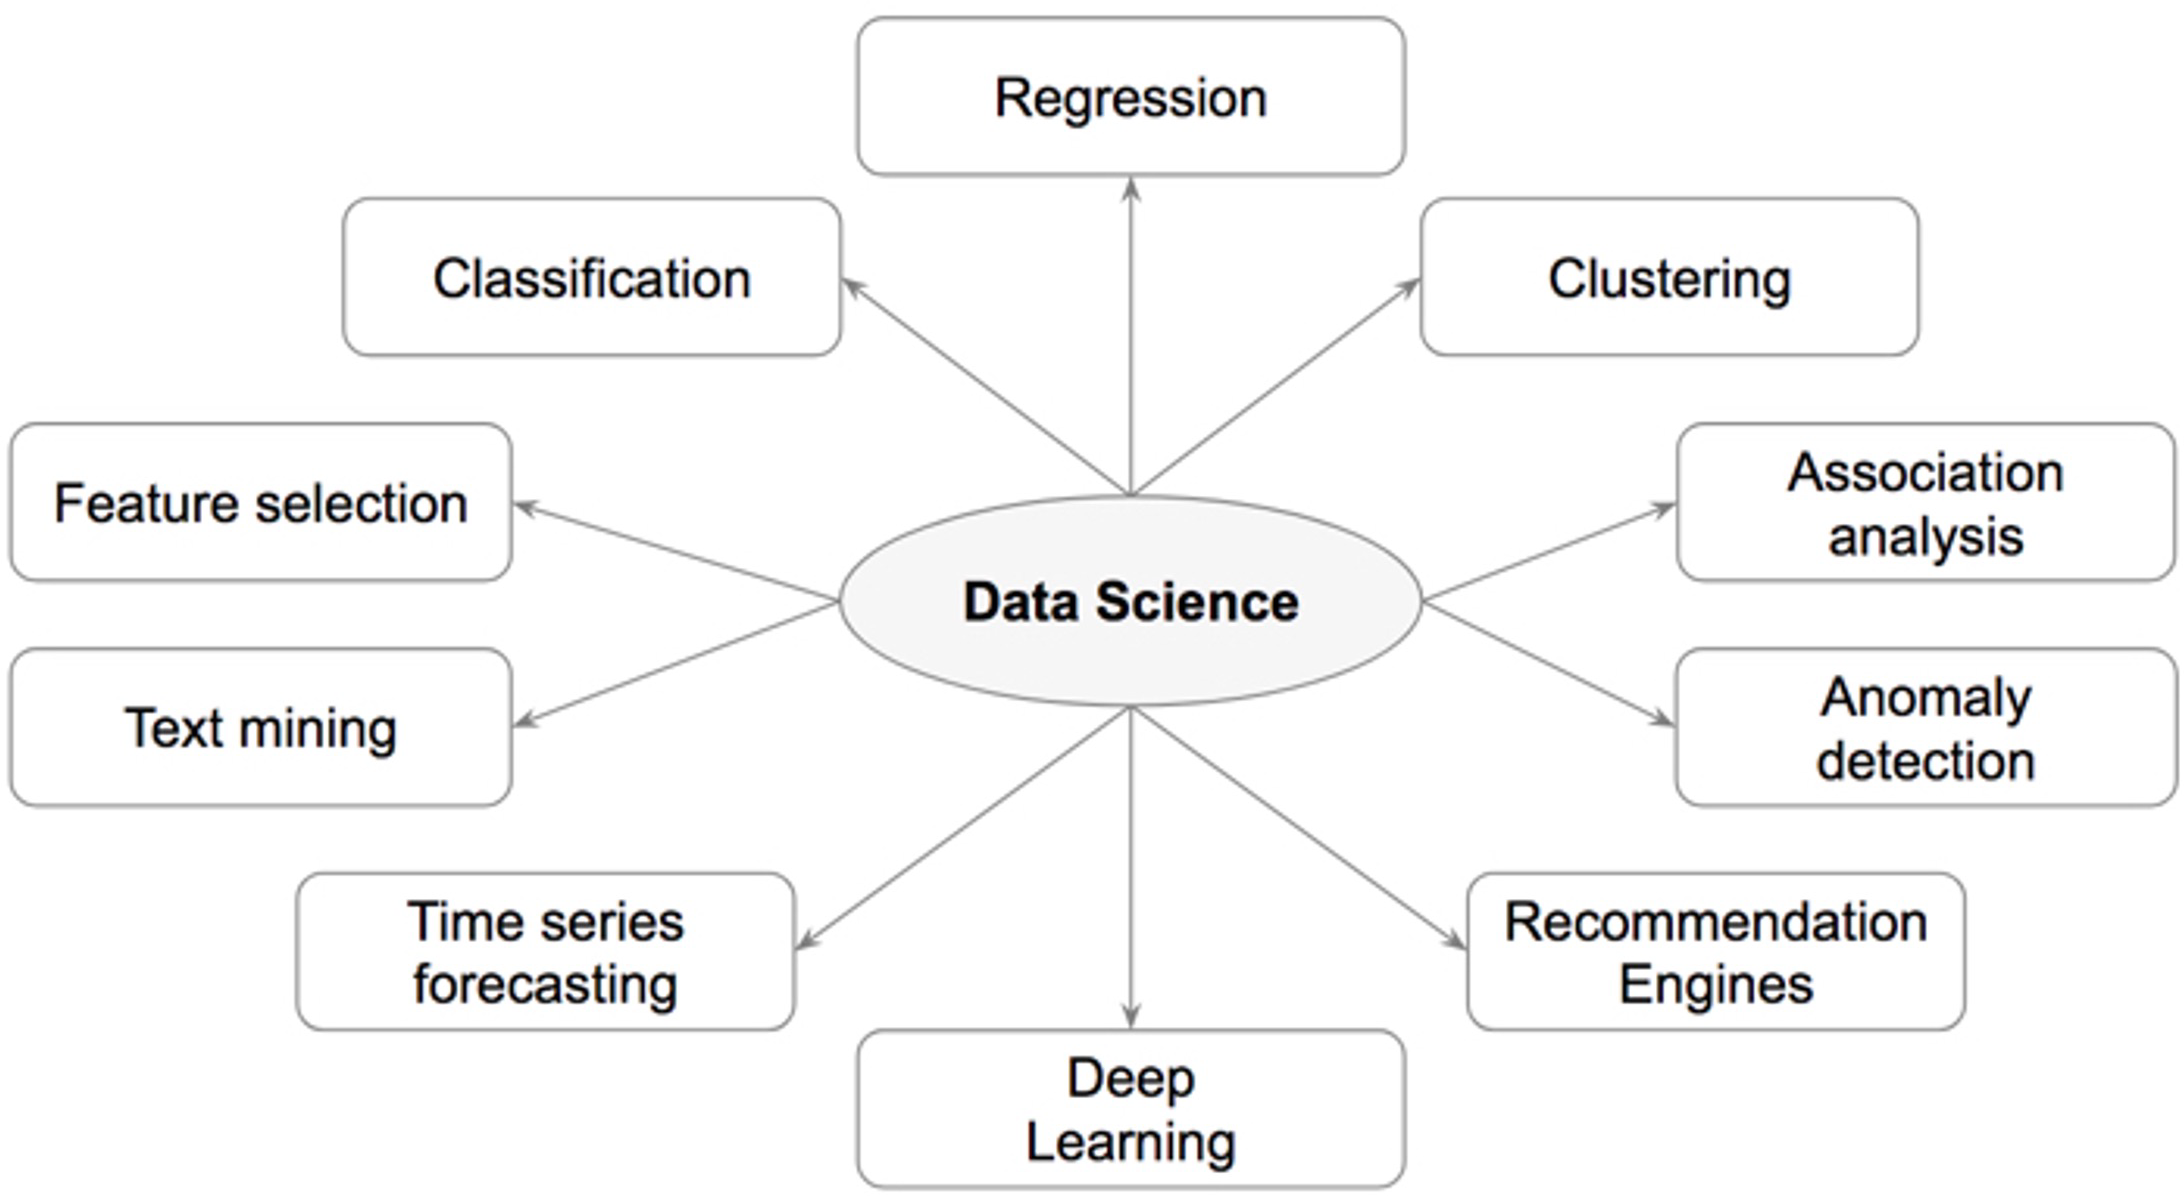 Regression
Classification
Clustering
Feature selection
Association
analysis
Data Science
Text mining
Anomaly
detection
Time series
forecasting
Recommendation
Engines
Deep
Learning